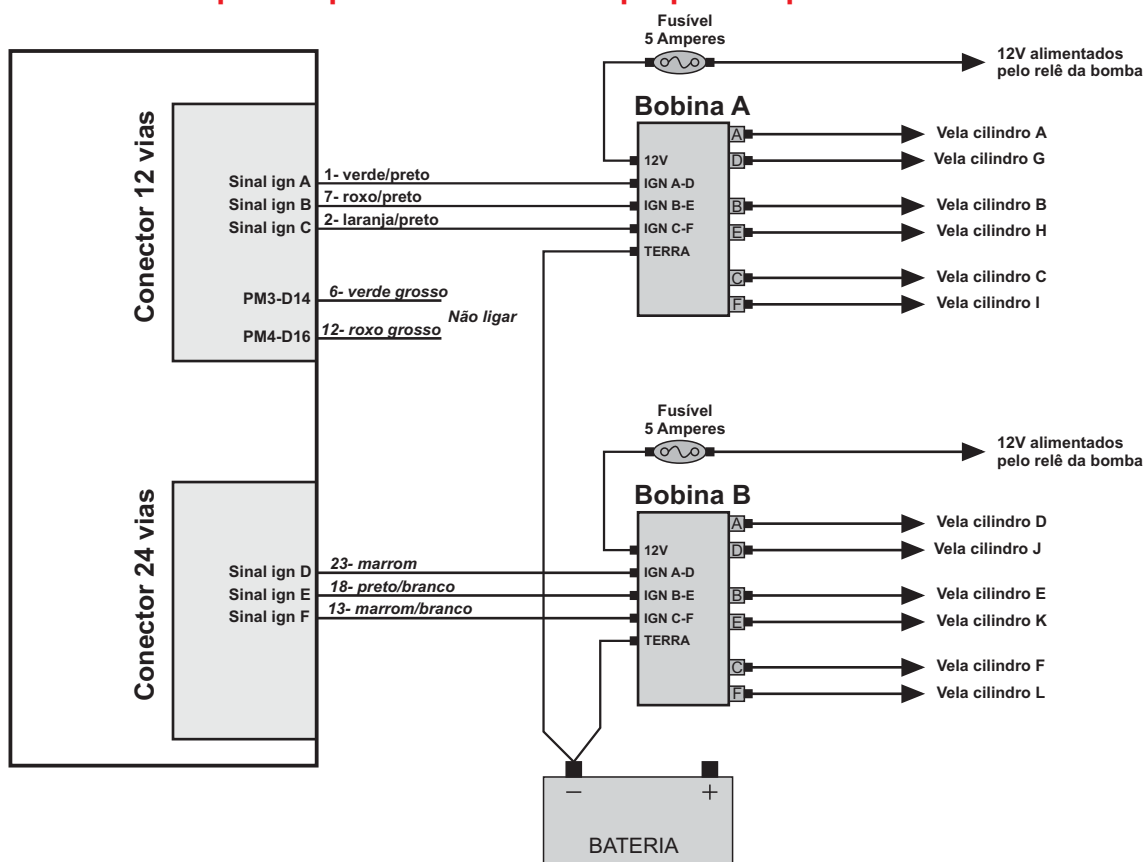 Fusível
5 Amperes
12V alimentados
pelo relê da bomba
Bobina A
Conector 12 vias
Sinal ign A
Sinal ign B
Sinal ign C
PM3-D14
PM4-D16
1- verde/preto
7- roxo/preto
2- laranja/preto
6- verde grosso
12- roxo grosso
Não ligar
12V
IGN A-D
IGN B-E
IGN C-F
TERRA
A
D
B
E
C
F
Vela cilindro A
Vela cilindro G
Vela cilindro B
Vela cilindro H
Vela cilindro C
Vela cilindro I
Fusível
5 Amperes
12V alimentados
pelo relê da bomba
Bobina B
Conector 24 vias
Sinal ign D
Sinal ign E
Sinal ign F
23- marrom
18- preto/branco
13- marrom/branco
12V
IGN A-D
IGN B-E
IGN C-F
TERRA
A
D
B
E
C
F
Vela cilindro D
Vela cilindro J
Vela cilindro E
Vela cilindro K
Vela cilindro F
Vela cilindro L
− +
BATERIA